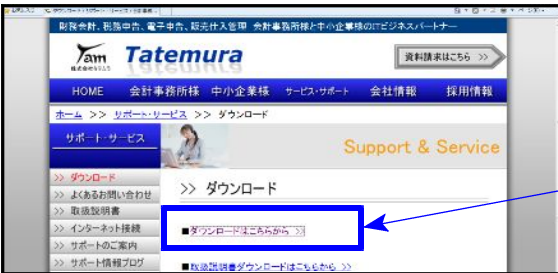 財務会計、税務申告、電子申告、販売仕入管理 会計事務所様と中小企業様のITビジネスパートナー
Tatemura
資料請求はこちら >>
HOME 会計事務所様 中小企業様 サービス・サポート 会社情報 採用情報
ホーム >> サポート・サービス >> ダウンロード
サポート・サービス
Support & Service
>> ダウンロード
>> よくあるお問い合わせ
>> 取扱説明書
>> インターネット接続
>> サポートのご案内
>> サポート情報ブログ
>> ダウンロード
■ダウンロードはこちらから >>
■取扱説明書ダウンロードはこちらから >>